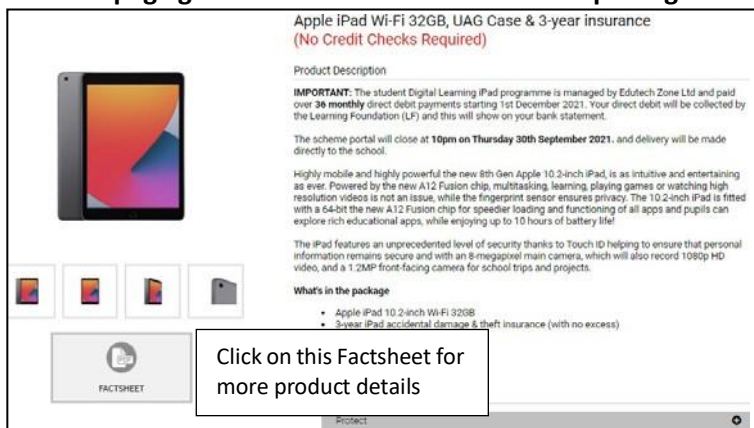 Apple iPad Wi-Fi 32GB, UAG Case & 3-year insurance
(No Credit Checks Required)
Product Description
IMPORTANT: The student Digital Learning iPad programme is managed by Edutech Zone Ltd and paid
over 36 monthly direct debit payments starting 1st December 2021. Your direct debit will be collected by
the Learning Foundation (LF) and this will show on your bank statement.
The scheme portal will close at 10pm on Thursday 30th September 2021. and delivery will be made
directly to the school.
Highly mobile and highly powerful the new 8th Gen Apple 10.2-inch iPad, is as intuitive and entertaining
as ever. Powered by the new A12 Fusion chip, multitasking, learning, playing games or watching high
resolution videos is not an issue, while the fingerprint sensor ensures privacy. The 10.2-inch iPad is fitted
with a 64-bit the new A12 Fusion chip for speedier loading and functioning of all apps and pupils can
explore rich educational apps, while enjoying up to 10 hours of battery life!
The iPad features an unprecedented level of security thanks to Touch ID helping to ensure that personal
information remains secure and with an 8-megapixel main camera, which will also record 1080p HD
video, and a 1.2MP front-facing camera for school trips and projects.
What's in the package
• Apple iPad 10.2-inch Wi-Fi 32GB
• 3-year iPad accidental damage & theft insurance (with no excess)
FACTSHEET
Click on this Factsheet for
more product details
Protect